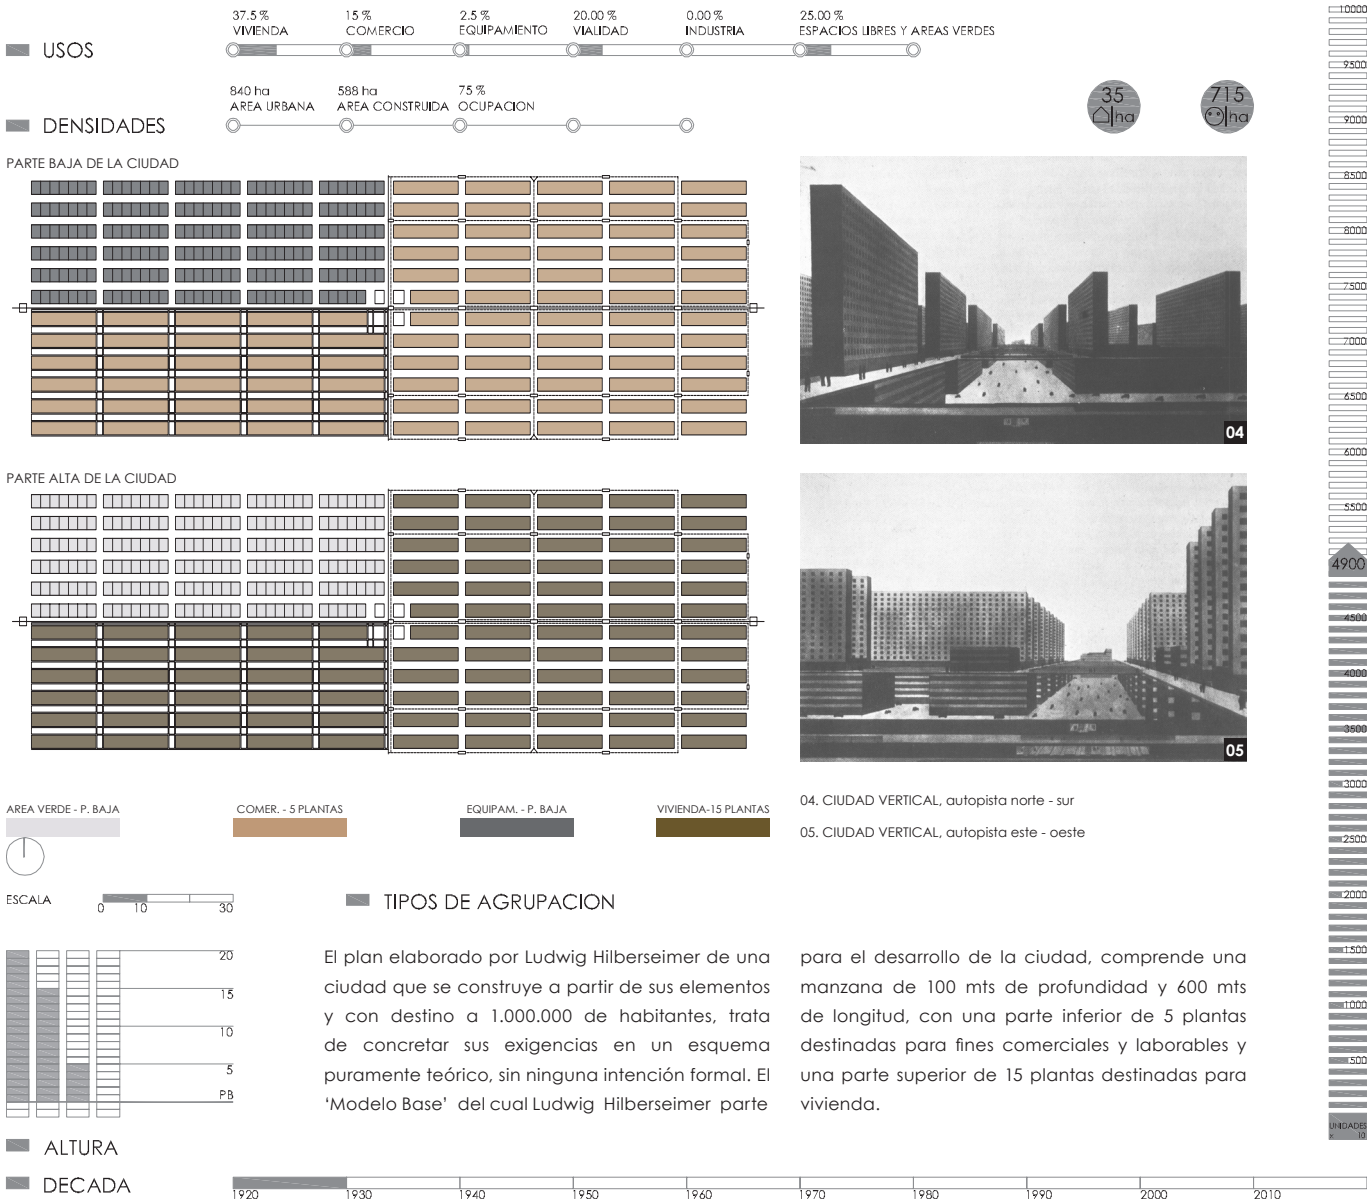 37.5 %
VIVIENDA
15 %
COMERCIO
2.5 %
EQUIPAMIENTO
20.00 %
VIALIDAD
0.00 %
INDUSTRIA
25.00 %
ESPACIOS LIBRES Y AREAS VERDES
USOS
840 ha
AREA URBANA
588 ha
AREA CONSTRUIDA
75 %
OCUPACION
DENSIDADES
35
ha
715
ha
PARTE BAJA DE LA CIUDAD
04
PARTE ALTA DE LA CIUDAD
05
AREA VERDE - P. BAJA
COMER. - 5 PLANTAS
EQUIPAM. - P. BAJA
VIVIENDA-15 PLANTAS
04. CIUDAD VERTICAL, autopista norte - sur
05. CIUDAD VERTICAL, autopista este - oeste
ESCALA
0 10 30
TIPOS DE AGRUPACION
20
15
10
5
PB
El plan elaborado por Ludwig Hilberseimer de una
ciudad que se construye a partir de sus elementos
y con destino a 1.000.000 de habitantes, trata
de concretar sus exigencias en un esquema
puramente teórico, sin ninguna intención formal. El
‘Modelo Base’ del cual Ludwig Hilberseimer parte
para el desarrollo de la ciudad, comprende una
manzana de 100 mts de profundidad y 600 mts
de longitud, con una parte inferior de 5 plantas
destinadas para fines comerciales y laborables y
una parte superior de 15 plantas destinadas para
vivienda.
ALTURA
DECADA
1920 1930 1940 1950 1960 1970 1980 1990 2000 2010
10000
9500
9000
8500
8000
7500
7000
6500
6000
5500
4900
4500
4000
3500
3000
2500
2000
1500
1000
500
UNIDADES
x 10